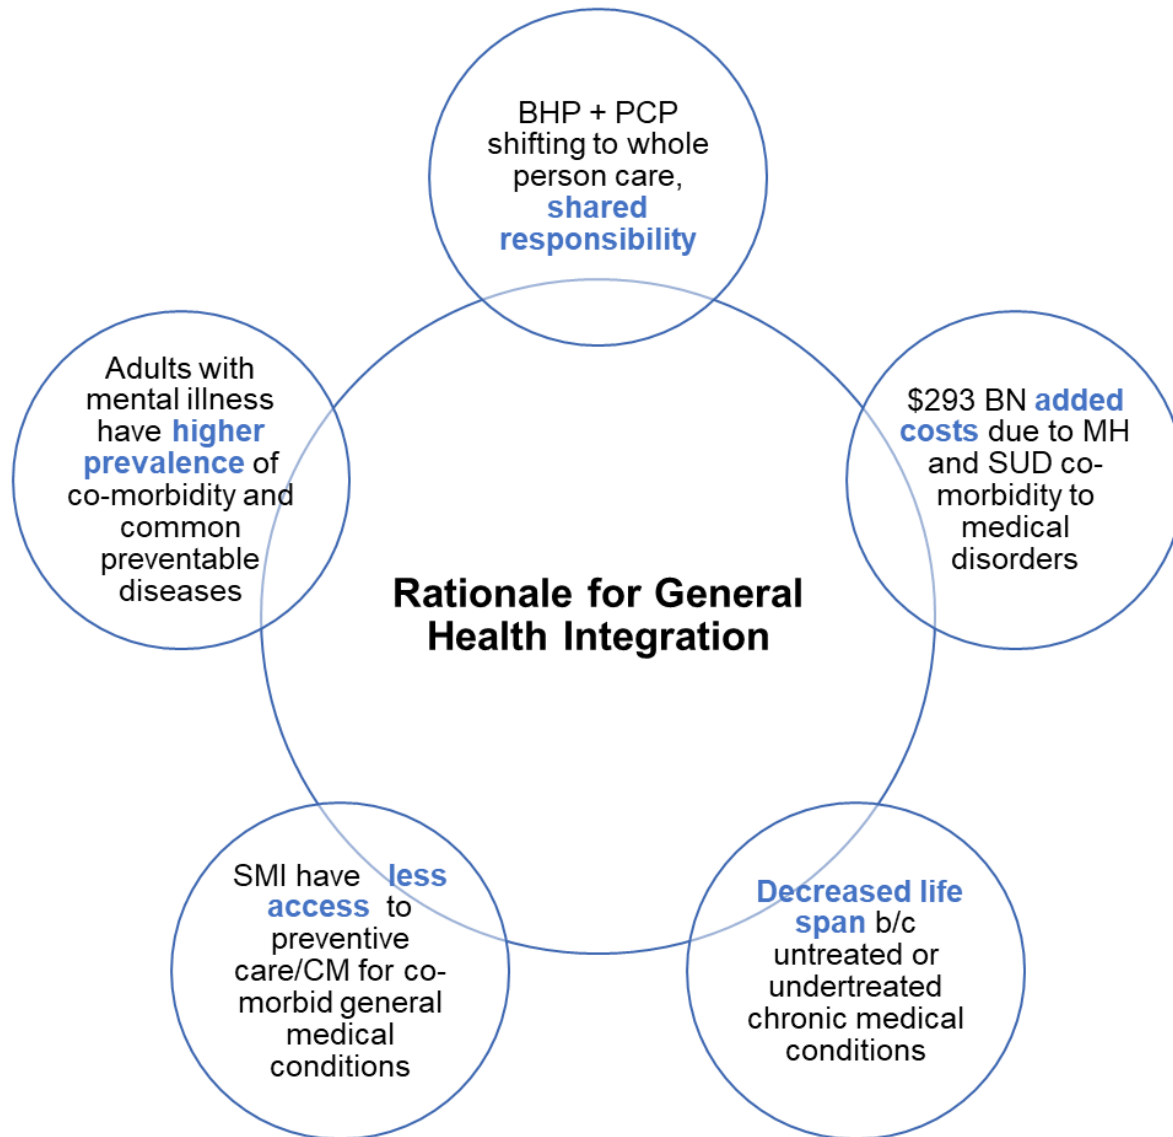 BHP + PCP
shifting to whole
person care,
shared
responsibility
Adults with
mental illness
have higher
prevalence of
co-morbidity and
common
preventable
diseases
$293 BN added
costs due to MH
and SUD co-
morbidity to
medical
disorders
Rationale for General
Health Integration
SMI have less
access to
preventive
care/CM for co-
morbid general
medical
conditions
Decreased life
span b/c
untreated or
undertreated
chronic medical
conditions